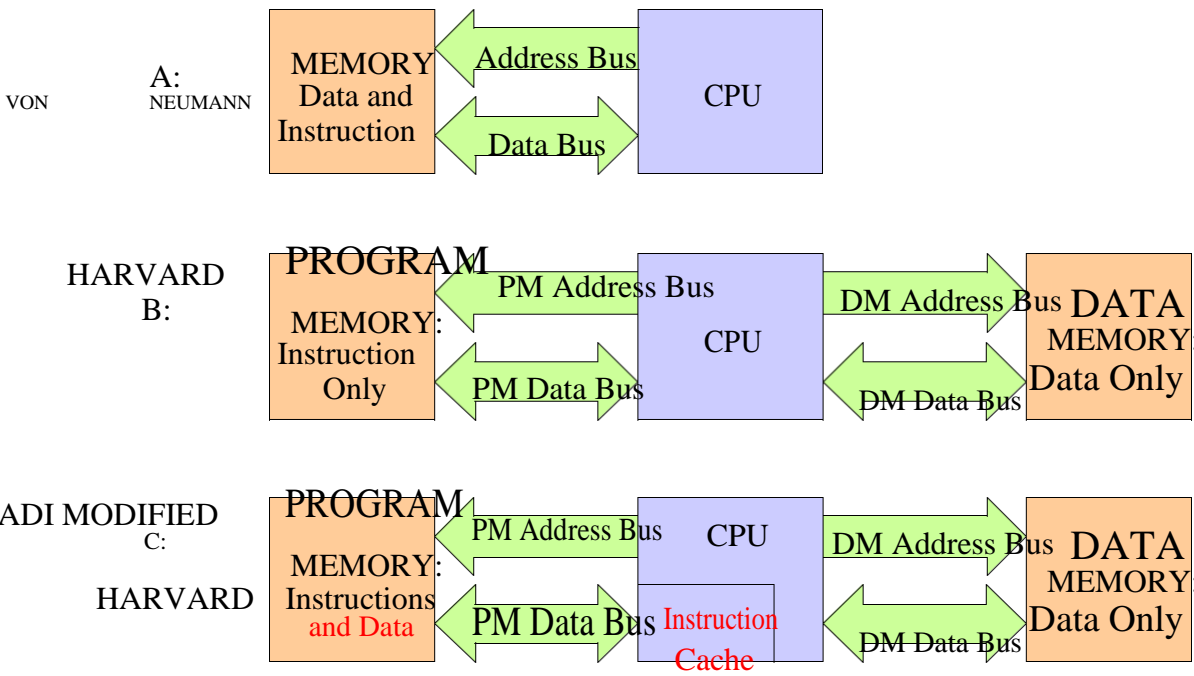 A:
VON NEUMANN
MEMORY
Data and
Instruction
Address Bus
Data Bus
CPU
HARVARD
B:
PROGRAM
MEMORY:
Instruction
Only
PM Address Bus
PM Data Bus
CPU
DM Address Bus
DM Data Bus
DATA
MEMORY:
Data Only
ADI MODIFIED
C:
HARVARD
PROGRAM
MEMORY:
Instructions
and Data
PM Address Bus
PM Data Bus
CPU
Instruction
Cache
DM Address Bus
DM Data Bus
DATA
MEMORY:
Data Only